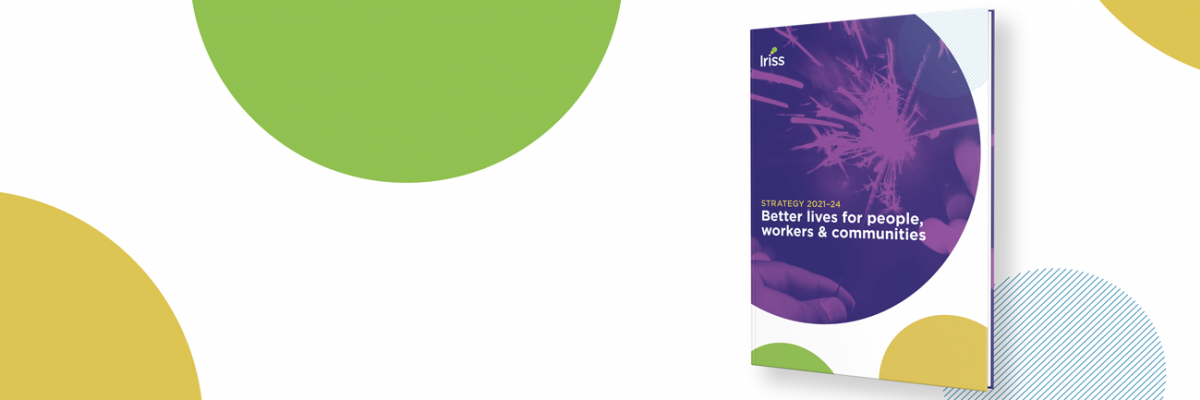 Iriss
STRATEGY 2021–24
Better lives for people,
workers & communities